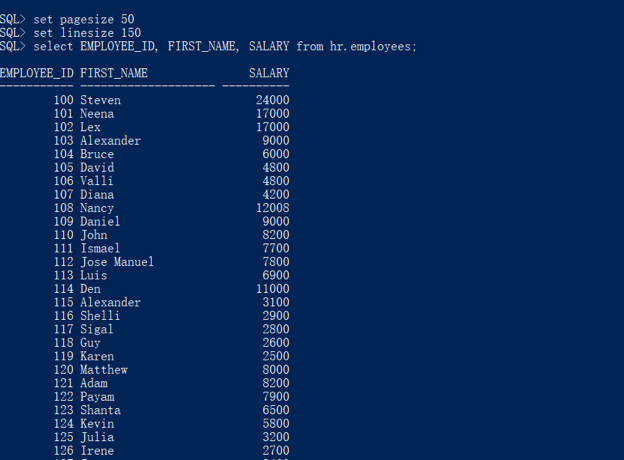 SQL> set pagesize 50
SQL> set linesize 150
SQL> select EMPLOYEE_ID, FIRST_NAME, SALARY from hr.employees;
EMPLOYEE_ID FIRST_NAME SALARY
----------- -------------------- ----------
100 Steven 24000
101 Neena 17000
102 Lex 17000
103 Alexander 9000
104 Bruce 6000
105 David 4800
106 Valli 4800
107 Diana 4200
108 Nancy 12008
109 Daniel 9000
110 John 8200
111 Ismael 7700
112 Jose Manuel 7800
113 Luis 6900
114 Den 11000
115 Alexander 3100
116 Shelli 2900
117 Sigal 2800
118 Guy 2600
119 Karen 2500
120 Matthew 8000
121 Adam 8200
122 Payam 7900
123 Shanta 6500
124 Kevin 5800
125 Julia 3200
126 Irene 2700